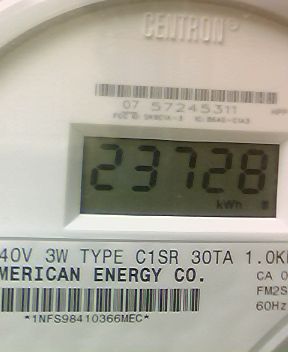 CENTRON
07 57245311
23728
kWh
40V 3W TYPE C1SR 30TA 1.0K
MERICAN ENERGY CO.
CA 0
FM2S
60Hz
*1NFS98410366MEC*